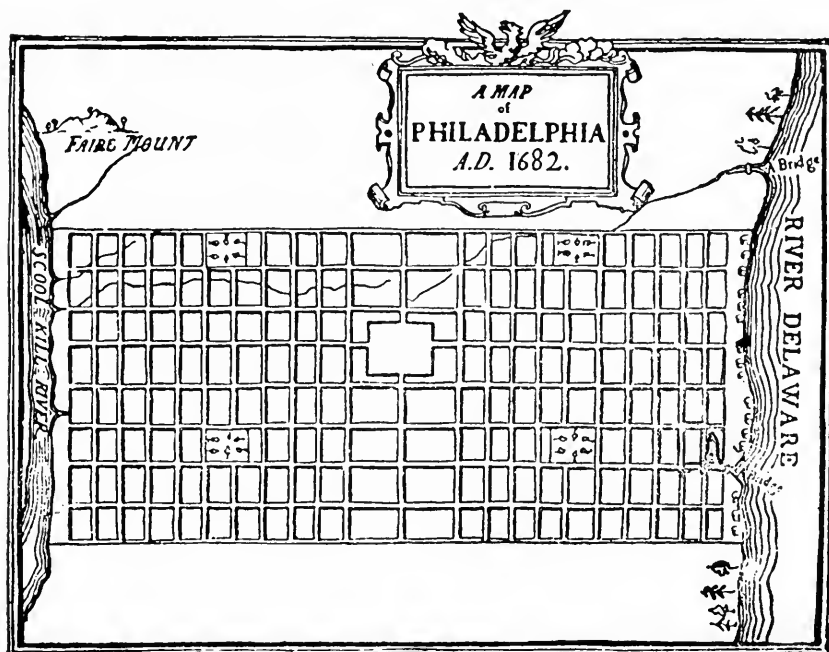 A MAP
of
PHILADELPHIA
A.D. 1682.
FAIRE MOUNT
A Bridge
SCOOL KILL RIVER
RIVER DELAWARE